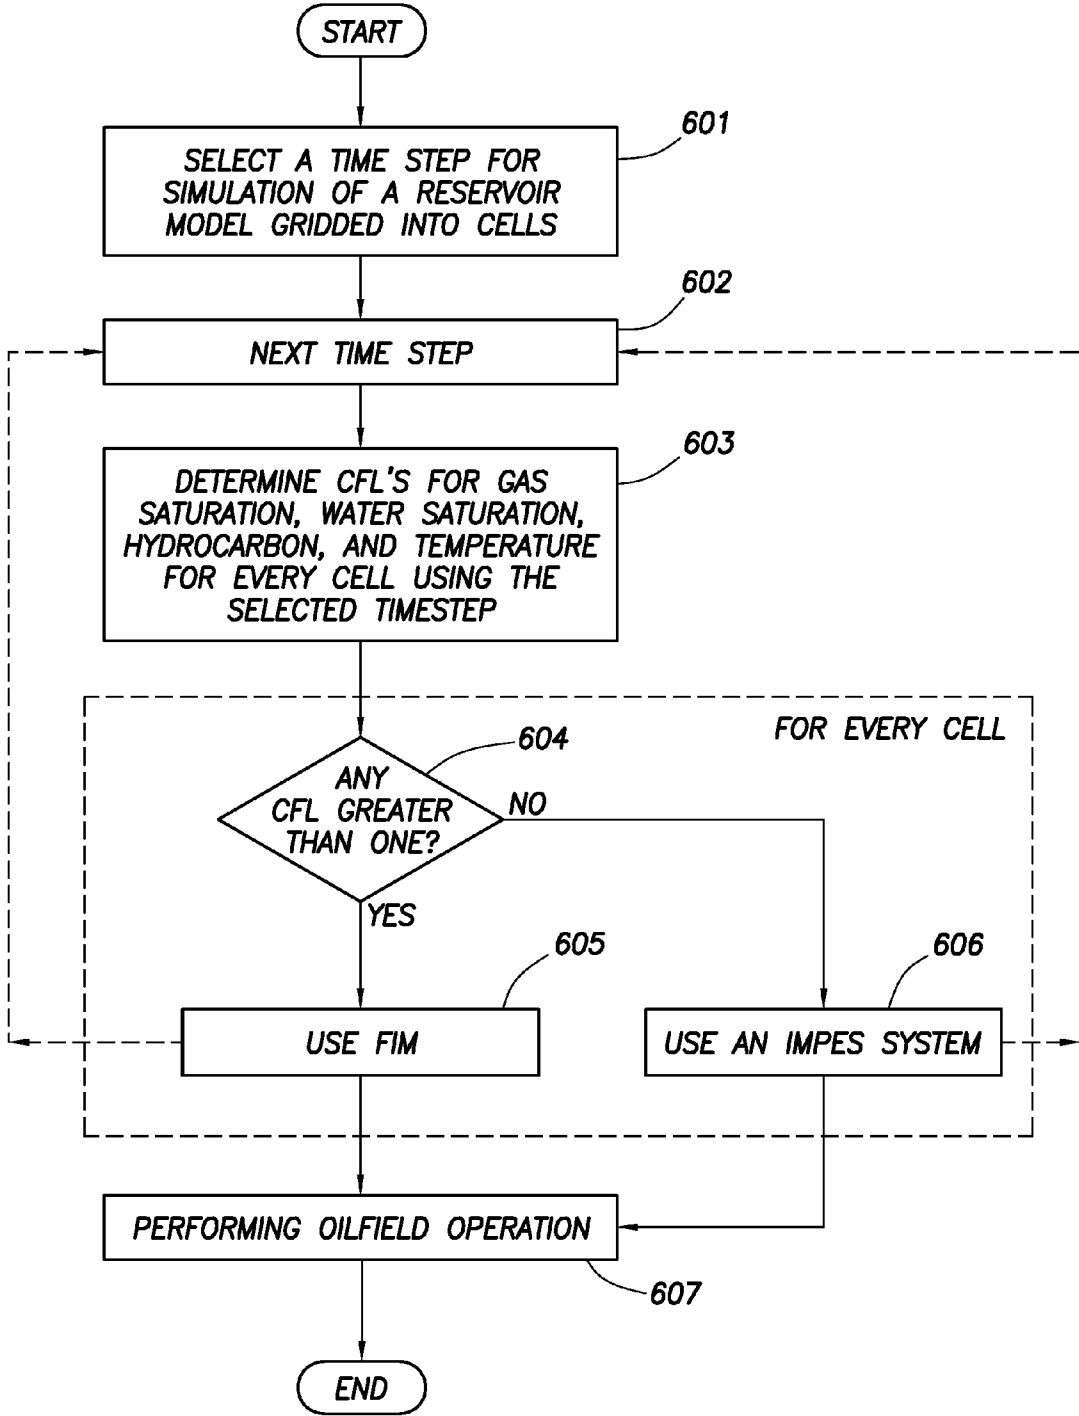 START
601
SELECT A TIME STEP FOR
SIMULATION OF A RESERVOIR
MODEL GRIDDED INTO CELLS
602
NEXT TIME STEP
603
DETERMINE CFL'S FOR GAS
SATURATION, WATER SATURATION,
HYDROCARBON, AND TEMPERATURE
FOR EVERY CELL USING THE
SELECTED TIMESTEP
FOR EVERY CELL
604
ANY
CFL GREATER
THAN ONE?
NO
YES
605
606
USE FIM
USE AN IMPES SYSTEM
PERFORMING OILFIELD OPERATION
607
END